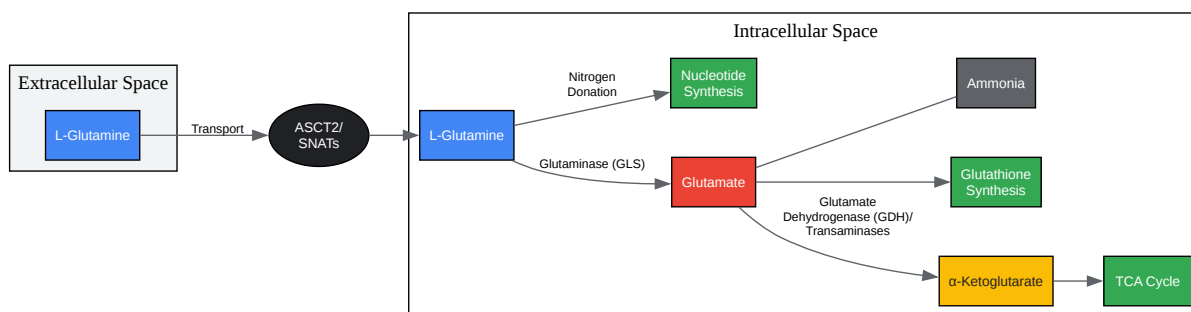 Extracellular Space
L-Glutamine
Transport
ASCT2/
SNATs
Intracellular Space
L-Glutamine
Nitrogen
Donation
Nucleotide
Synthesis
Glutaminase (GLS)
Glutamate
Ammonia
Glutathione
Synthesis
Glutamate
Dehydrogenase (GDH)/
Transaminases
α-Ketoglutarate
TCA Cycle